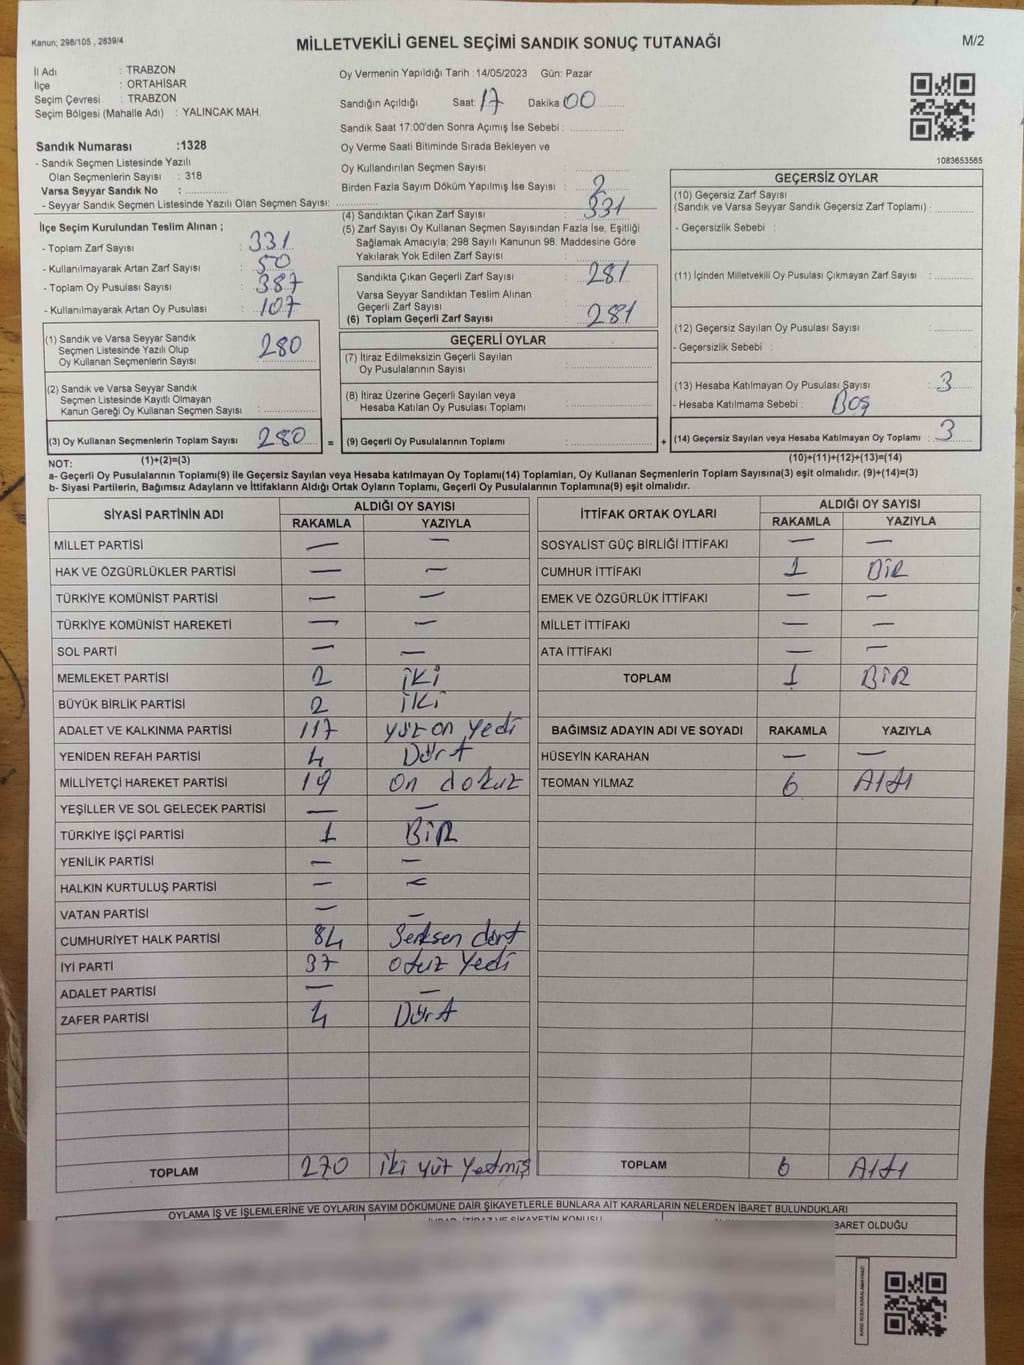 Kanun; 298/105 , 2839/4
MİLLETVEKİLİ GENEL SEÇİMİ SANDIK SONUÇ TUTANAĞI
M/2
İl Adı : TRABZON
İlçe : ORTAHİSAR
Seçim Çevresi : TRABZON
Seçim Bölgesi (Mahalle Adı) : YALINCAK MAH.
Sandık Numarası :1328
- Sandık Seçmen Listesinde Yazılı
Olan Seçmenlerin Sayısı : 318
Varsa Seyyar Sandık No : ..............
- Seyyar Sandık Seçmen Listesinde Yazılı Olan Seçmen Sayısı: ..............
Oy Vermenin Yapıldığı Tarih :14/05/2023 Gün: Pazar
Sandığın Açıldığı Saat: 17 Dakika 00
Sandık Saat 17:00'den Sonra Açımış İse Sebebi : ..............
Oy Verme Saati Bitiminde Sırada Bekleyen ve
Oy Kullandırılan Seçmen Sayısı : ..............
Birden Fazla Sayım Döküm Yapılmış İse Sayısı : 2
1083653565
İlçe Seçim Kurulundan Teslim Alınan ;
- Toplam Zarf Sayısı : 331
- Kullanılmayarak Artan Zarf Sayısı : 50
- Toplam Oy Pusulası Sayısı : 387
- Kullanılmayarak Artan Oy Pusulası : 107
(4) Sandıktan Çıkan Zarf Sayısı : 331
(5) Zarf Sayısı Oy Kullanan Seçmen Sayısından Fazla İse, Eşitliği
Sağlamak Amacıyla; 298 Sayılı Kanunun 98. Maddesine Göre
Yakılarak Yok Edilen Zarf Sayısı : ..............
Sandıkta Çıkan Geçerli Zarf Sayısı : 281
Varsa Seyyar Sandıktan Teslim Alınan
Geçerli Zarf Sayısı : ..............
(6) Toplam Geçerli Zarf Sayısı : 281
GEÇERSİZ OYLAR
(10) Geçersiz Zarf Sayısı
(Sandık ve Varsa Seyyar Sandık Geçersiz Zarf Toplamı) : ..............
- Geçersizlik Sebebi :
(11) İçinden Milletvekili Oy Pusulası Çıkmayan Zarf Sayısı : ..............
(12) Geçersiz Sayılan Oy Pusulası Sayısı : ..............
- Geçersizlik Sebebi :
(13) Hesaba Katılmayan Oy Pusulası Sayısı : 3
- Hesaba Katılmama Sebebi : Boş
(14) Geçersiz Sayılan veya Hesaba Katılmayan Oy Toplamı : 3
(10)+(11)+(12)+(13)=(14)
(1) Sandık ve Varsa Seyyar Sandık
Seçmen Listesinde Yazılı Olup
Oy Kullanan Seçmenlerin Sayısı : 280
(2) Sandık ve Varsa Seyyar Sandık
Seçmen Listesinde Kayıtlı Olmayan
Kanun Gereği Oy Kullanan Seçmen Sayısı : ..............
(3) Oy Kullanan Seçmenlerin Toplam Sayısı : 280 =
(1)+(2)=(3)
GEÇERLİ OYLAR
(7) İtiraz Edilmeksizin Geçerli Sayılan
Oy Pusulalarının Sayısı : ..............
(8) İtiraz Üzerine Geçerli Sayılan veya
Hesaba Katılan Oy Pusulası Toplamı : ..............
(9) Geçerli Oy Pusulalarının Toplamı : .............. +
NOT:
a- Geçerli Oy Pusulalarının Toplamı(9) ile Geçersiz Sayılan veya Hesaba katılmayan Oy Toplamı(14) Toplamları, Oy Kullanan Seçmenlerin Toplam Sayısına(3) eşit olmalıdır. (9)+(14)=(3)
b- Siyasi Partilerin, Bağımsız Adayların ve İttifakların Aldığı Ortak Oyların Toplamı, Geçerli Oy Pusulalarının Toplamına(9) eşit olmalıdır.
SİYASİ PARTİNİN ADI ALDIĞI OY SAYISI
RAKAMLA YAZIYLA
MİLLET PARTİSİ — —
HAK VE ÖZGÜRLÜKLER PARTİSİ — —
TÜRKİYE KOMÜNİST PARTİSİ — —
TÜRKİYE KOMÜNİST HAREKETİ — —
SOL PARTİ — —
MEMLEKET PARTİSİ 2 iKi
BÜYÜK BİRLİK PARTİSİ 2 iKi
ADALET VE KALKINMA PARTİSİ 117 yüz on yedi
YENİDEN REFAH PARTİSİ 4 Dört
MİLLİYETÇİ HAREKET PARTİSİ 19 on dokuz
YEŞİLLER VE SOL GELECEK PARTİSİ — —
TÜRKİYE İŞÇİ PARTİSİ 1 BİR
YENİLİK PARTİSİ — —
HALKIN KURTULUŞ PARTİSİ — —
VATAN PARTİSİ — —
CUMHURİYET HALK PARTİSİ 84 Seksen dört
İYİ PARTİ 37 otuz Yedi
ADALET PARTİSİ — —
ZAFER PARTİSİ 4 Dört
TOPLAM 270 iki yüz yetmiş
İTTİFAK ORTAK OYLARI ALDIĞI OY SAYISI
RAKAMLA YAZIYLA
SOSYALİST GÜÇ BİRLİĞİ İTTİFAKI — —
CUMHUR İTTİFAKI 1 BİR
EMEK VE ÖZGÜRLÜK İTTİFAKI — —
MİLLET İTTİFAKI — —
ATA İTTİFAKI — —
TOPLAM 1 BİR
BAĞIMSIZ ADAYIN ADI VE SOYADI RAKAMLA YAZIYLA
HÜSEYİN KARAHAN — —
TEOMAN YILMAZ 6 Altı
TOPLAM 6 Altı
OYLAMA İŞ VE İŞLEMLERİNE VE OYLARIN SAYIM DÖKÜMÜNE DAİR ŞİKAYETLERLE BUNLARA AİT KARARLARIN NELERDEN İBARET BULUNDUKLARI
İHBAR, İTİRAZ VE ŞİKAYETİN KONUSU
BARET OLDUĞU